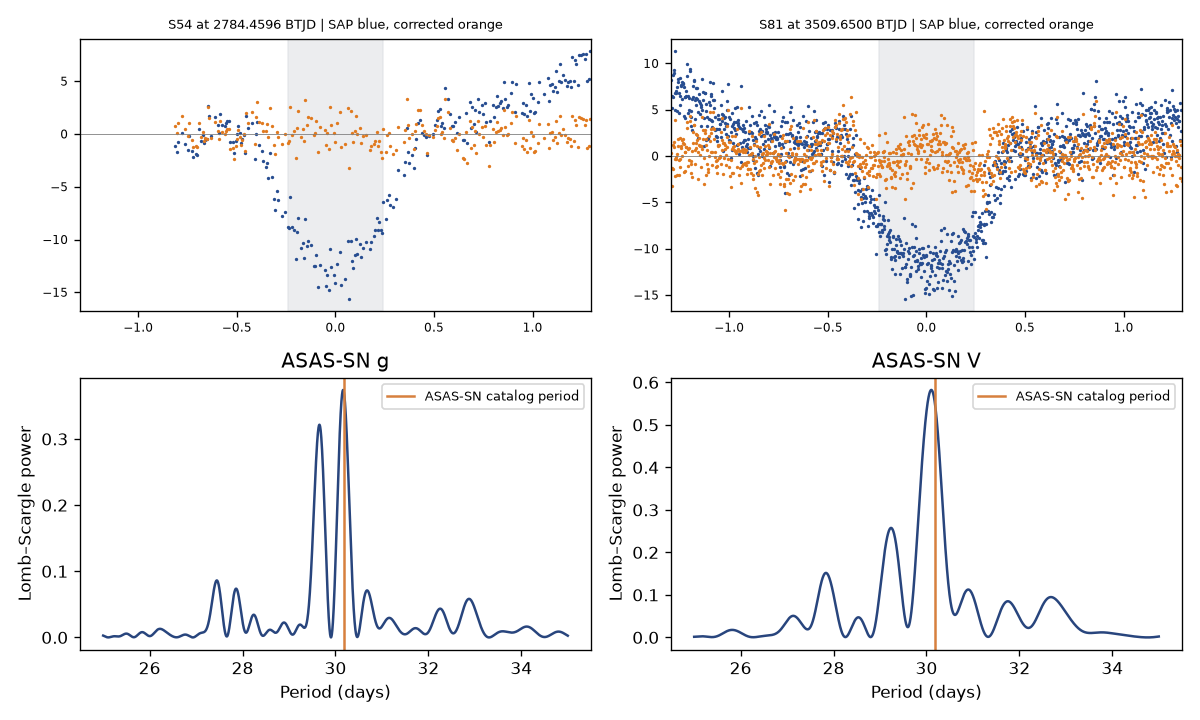 S54 at 2784.4596 BTJD | SAP blue, corrected orange
5
0
−5
−10
−15
−1.0 −0.5 0.0 0.5 1.0
S81 at 3509.6500 BTJD | SAP blue, corrected orange
10
5
0
−5
−10
−15
−1.0 −0.5 0.0 0.5 1.0
ASAS-SN g
ASAS-SN catalog period
Lomb–Scargle power
0.3
0.2
0.1
0.0
26 28 30 32 34
Period (days)
ASAS-SN V
ASAS-SN catalog period
Lomb–Scargle power
0.6
0.5
0.4
0.3
0.2
0.1
0.0
26 28 30 32 34
Period (days)